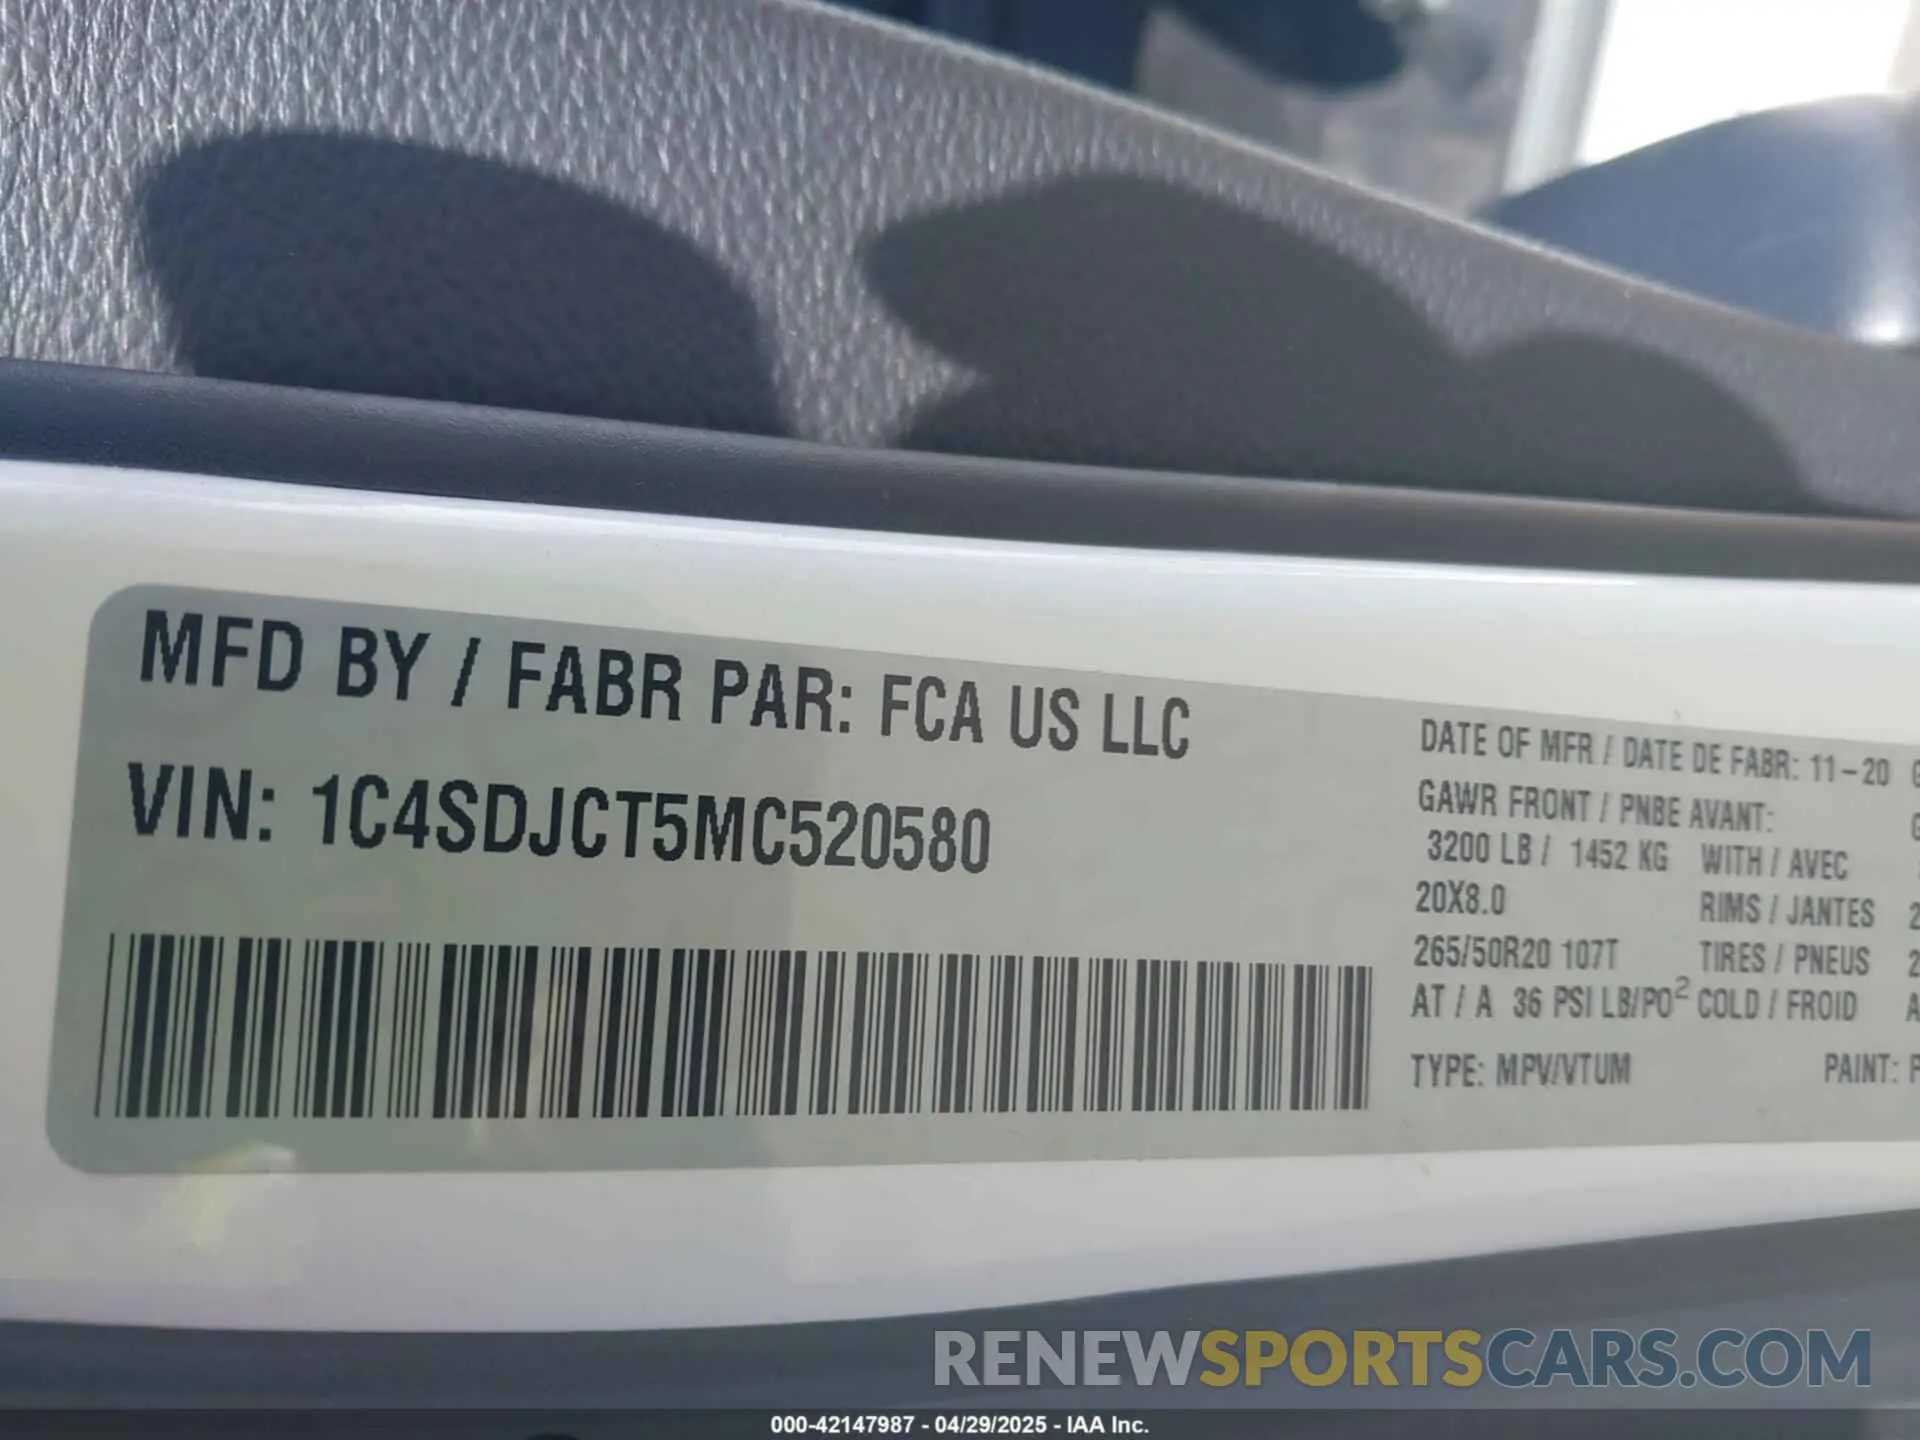 MFD BY / FABR PAR: FCA US LLC
VIN: 1C4SDJCT5MC520580
DATE OF MFR / DATE DE FABR: 11-20
GAWR FRONT / PNBE AVANT:
3200 LB / 1452 KG WITH / AVEC
20X8.0 RIMS / JANTES
265/50R20 107T TIRES / PNEUS
AT / A 36 PSI LB/PO² COLD / FROID
TYPE: MPV/VTUM PAINT:
RENEWSPORTSCARS.COM
000-42147987 - 04/29/2025 - IAA Inc.